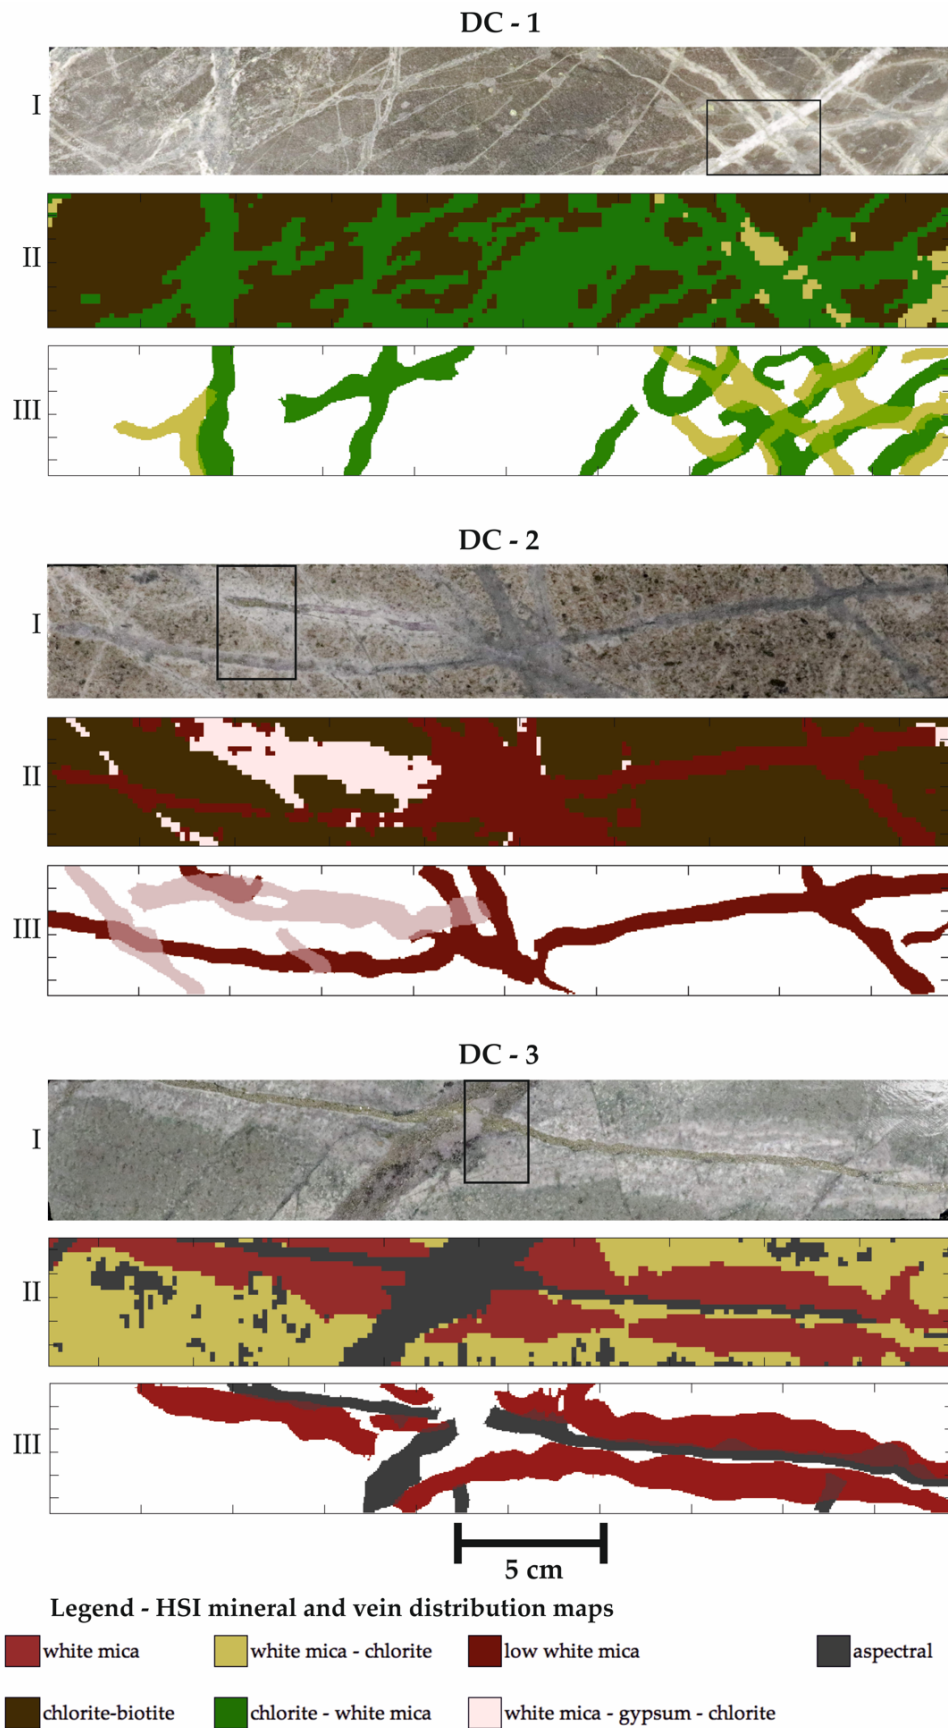 DC - 1
I
II
III
DC - 2
I
II
III
DC - 3
I
II
III
5 cm
Legend - HSI mineral and vein distribution maps
white mica
white mica - chlorite
low white mica
aspectral
chlorite-biotite
chlorite - white mica
white mica - gypsum - chlorite